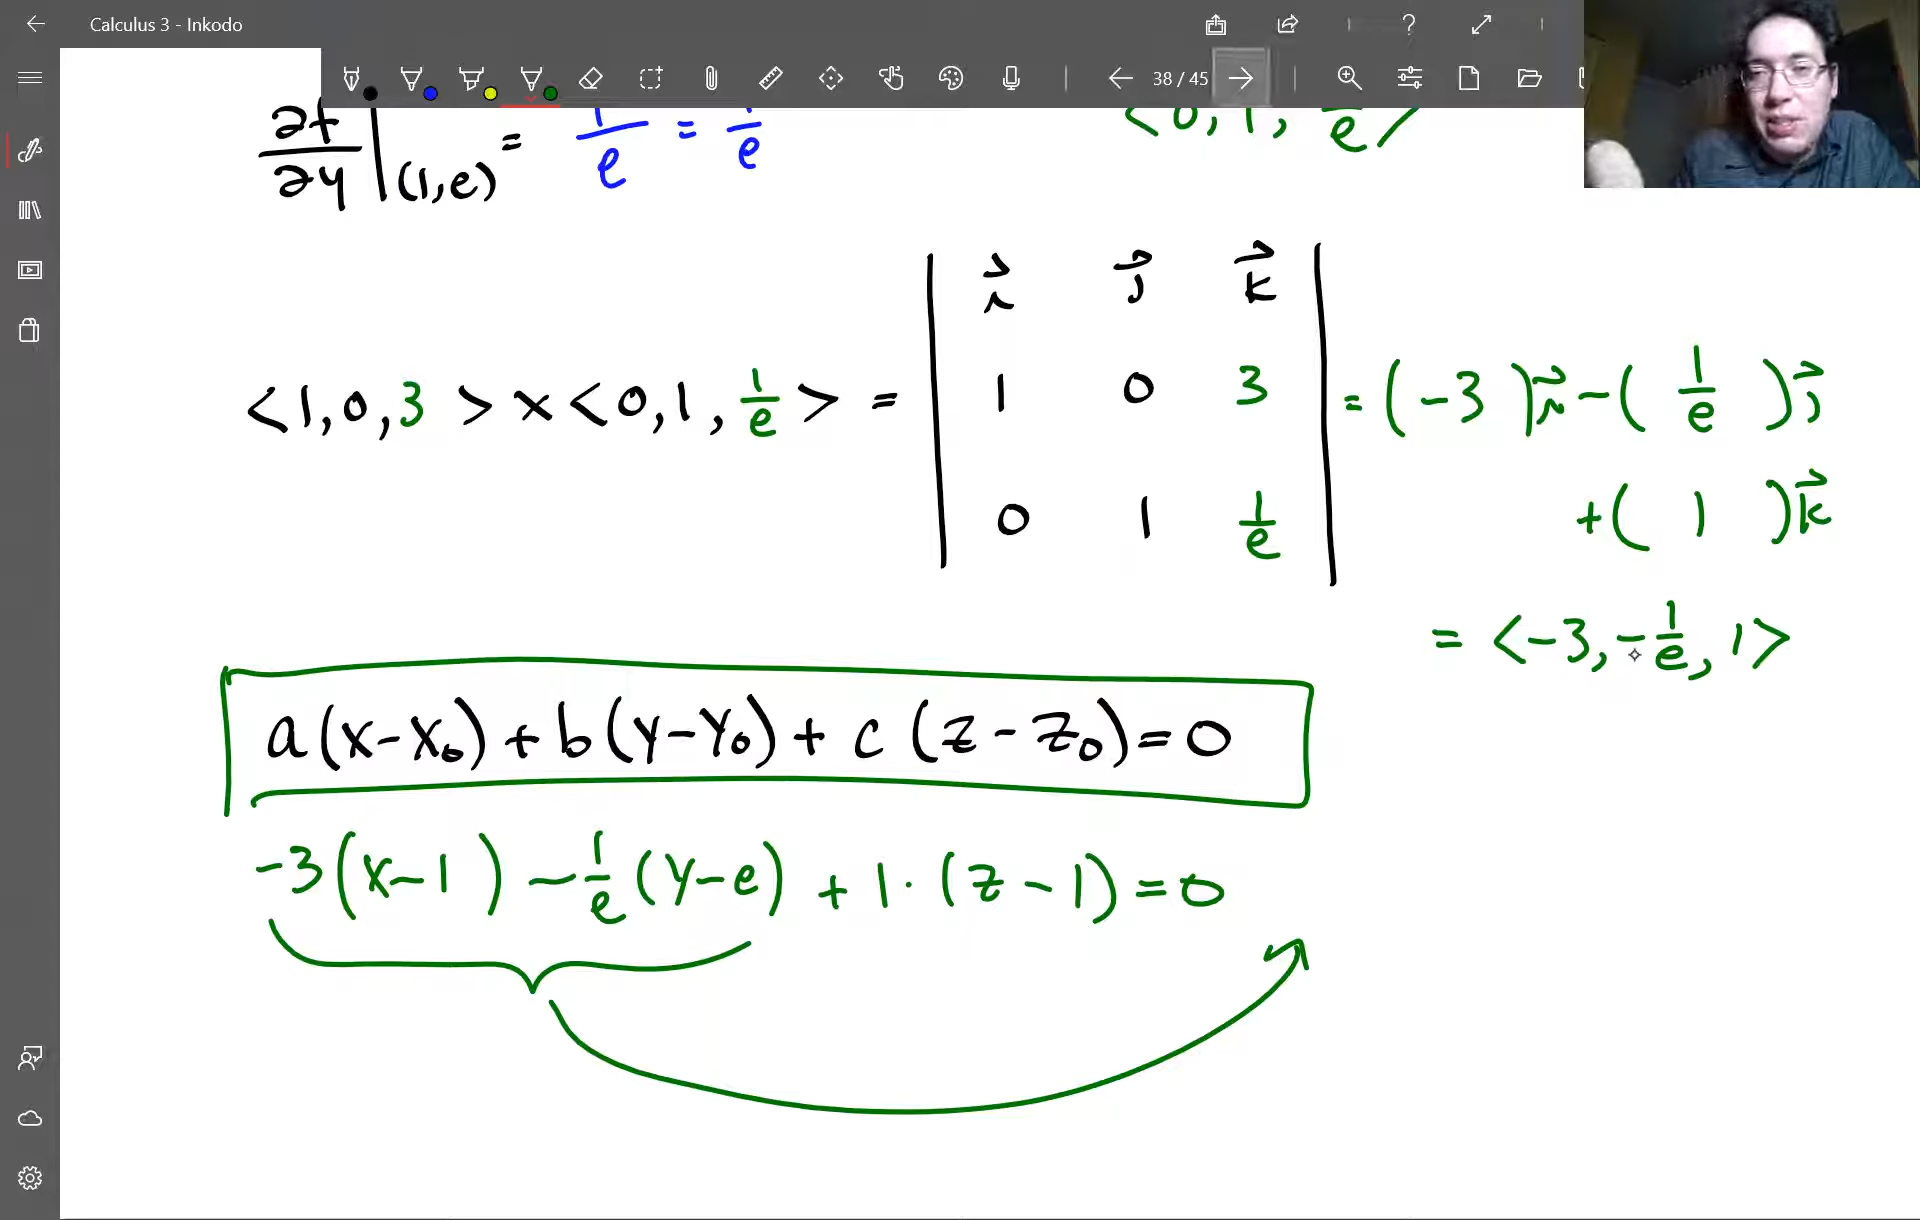 Calculus 3 - Inkodo
38 / 45
∂f/∂y |(1,e) = 1/e = 1/e
<0, 1, 1/e>
<1, 0, 3> x <0, 1, 1/e> = | i⃗ j⃗ k⃗ |
| 1 0 3 | = (-3) i⃗ - (1/e) j⃗
| 0 1 1/e | + (1) k⃗
= <-3, -1/e, 1>
a(x-x₀) + b(y-y₀) + c(z-z₀) = 0
-3(x-1) - 1/e (y-e) + 1·(z-1) = 0